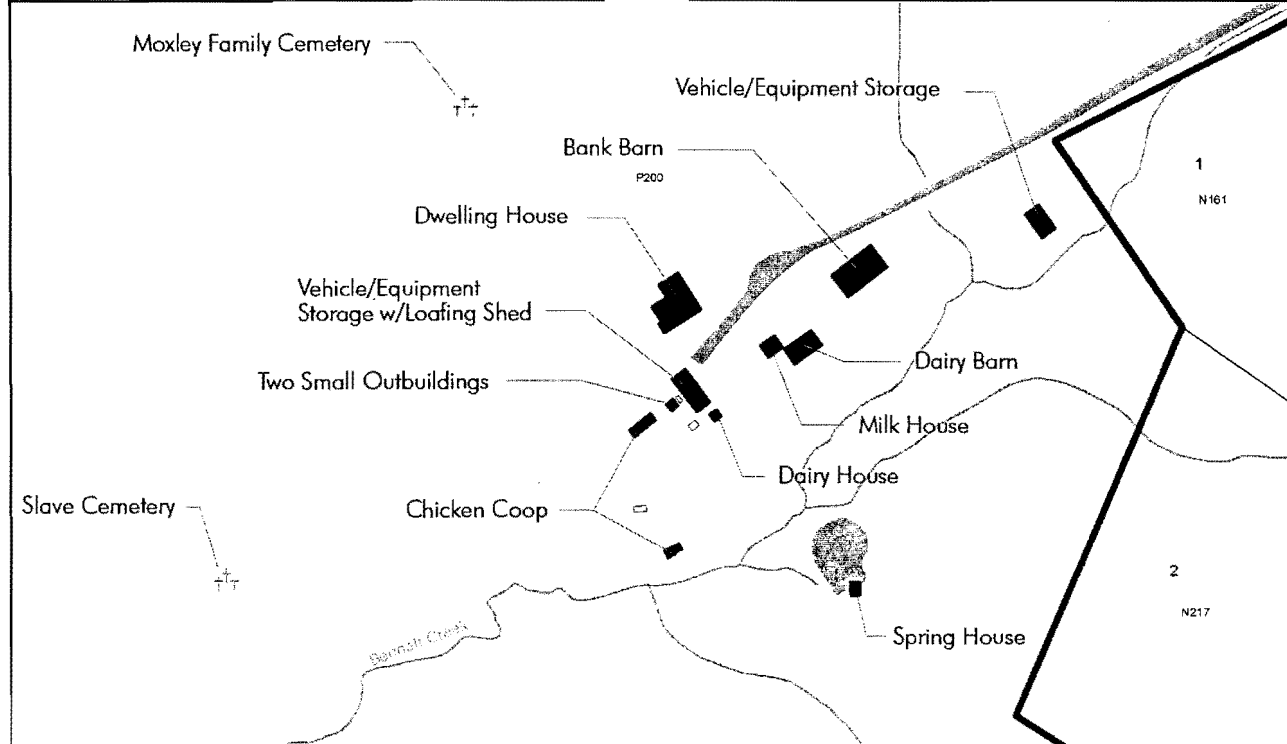 Moxley Family Cemetery
Vehicle/Equipment Storage
Bank Barn
P200
1
N161
Dwelling House
Vehicle/Equipment
Storage w/Loafing Shed
Two Small Outbuildings
Dairy Barn
Milk House
Dairy House
Slave Cemetery
Chicken Coop
2
N217
Spring House
Creek